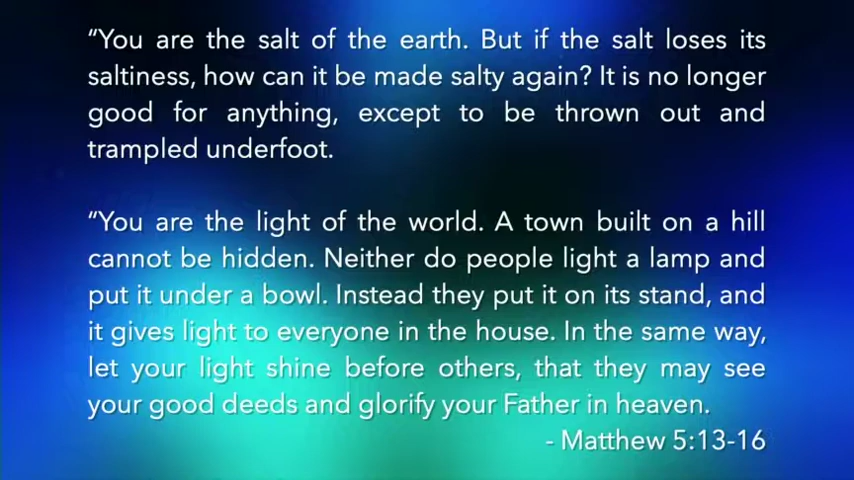 “You are the salt of the earth. But if the salt loses its
saltiness, how can it be made salty again? It is no longer
good for anything, except to be thrown out and
trampled underfoot.
“You are the light of the world. A town built on a hill
cannot be hidden. Neither do people light a lamp and
put it under a bowl. Instead they put it on its stand, and
it gives light to everyone in the house. In the same way,
let your light shine before others, that they may see
your good deeds and glorify your Father in heaven.
- Matthew 5:13-16